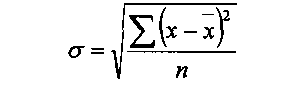 σ = √(∑(x − x̄)² / n)